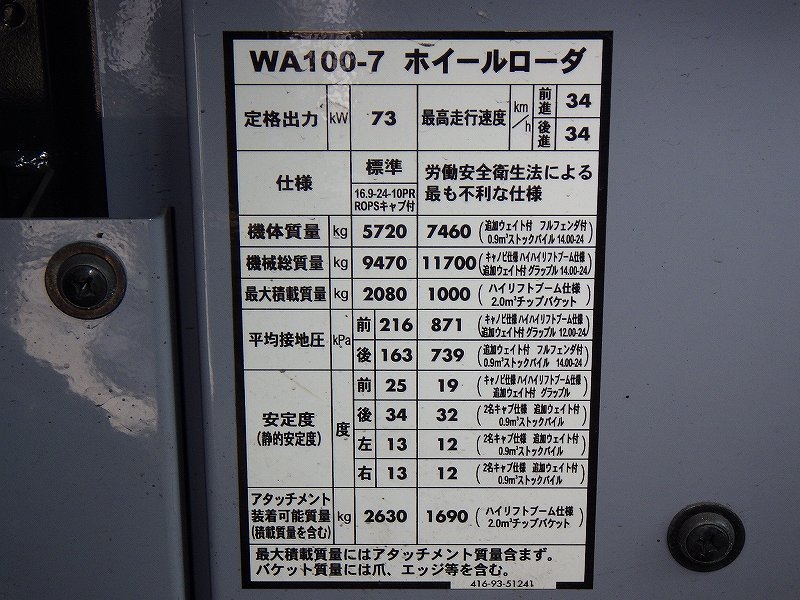 WA100-7 ホイールローダ
定格出力 kW 73 最高走行速度 km/h 前進 34
後進 34
仕様 標準 労働安全衛生法による
最も不利な仕様
16.9-24-10PR
ROPSキャブ付
機体質量 kg 5720 7460 (追加ウェイト付 フルフェンダ付
0.9m³ストックパイル 14.00-24)
機械総質量 kg 9470 11700 (キャノピ仕様 ハイハイリフトブーム仕様
追加ウェイト付 グラップル 14.00-24)
最大積載質量 kg 2080 1000 (ハイリフトブーム仕様
2.0m³チップバケット)
平均接地圧 kPa 前 216 871 (キャノピ仕様 ハイハイリフトブーム仕様
追加ウェイト付 グラップル 12.00-24)
後 163 739 (追加ウェイト付 フルフェンダ付
0.9m³ストックパイル 14.00-24)
安定度
(静的安定度) 度 前 25 19 (キャノピ仕様 ハイハイリフトブーム仕様
追加ウェイト付 グラップル)
後 34 32 (2名キャブ仕様 追加ウェイト付
0.9m³ストックパイル)
左 13 12 (2名キャブ仕様 追加ウェイト付
0.9m³ストックパイル)
右 13 12 (2名キャブ仕様 追加ウェイト付
0.9m³ストックパイル)
アタッチメント
装着可能質量
(積載質量を含む) kg 2630 1690 (ハイリフトブーム仕様
2.0m³チップバケット)
最大積載質量にはアタッチメント質量含まず。
バケット質量には爪、エッジ等を含む。
416-93-51241